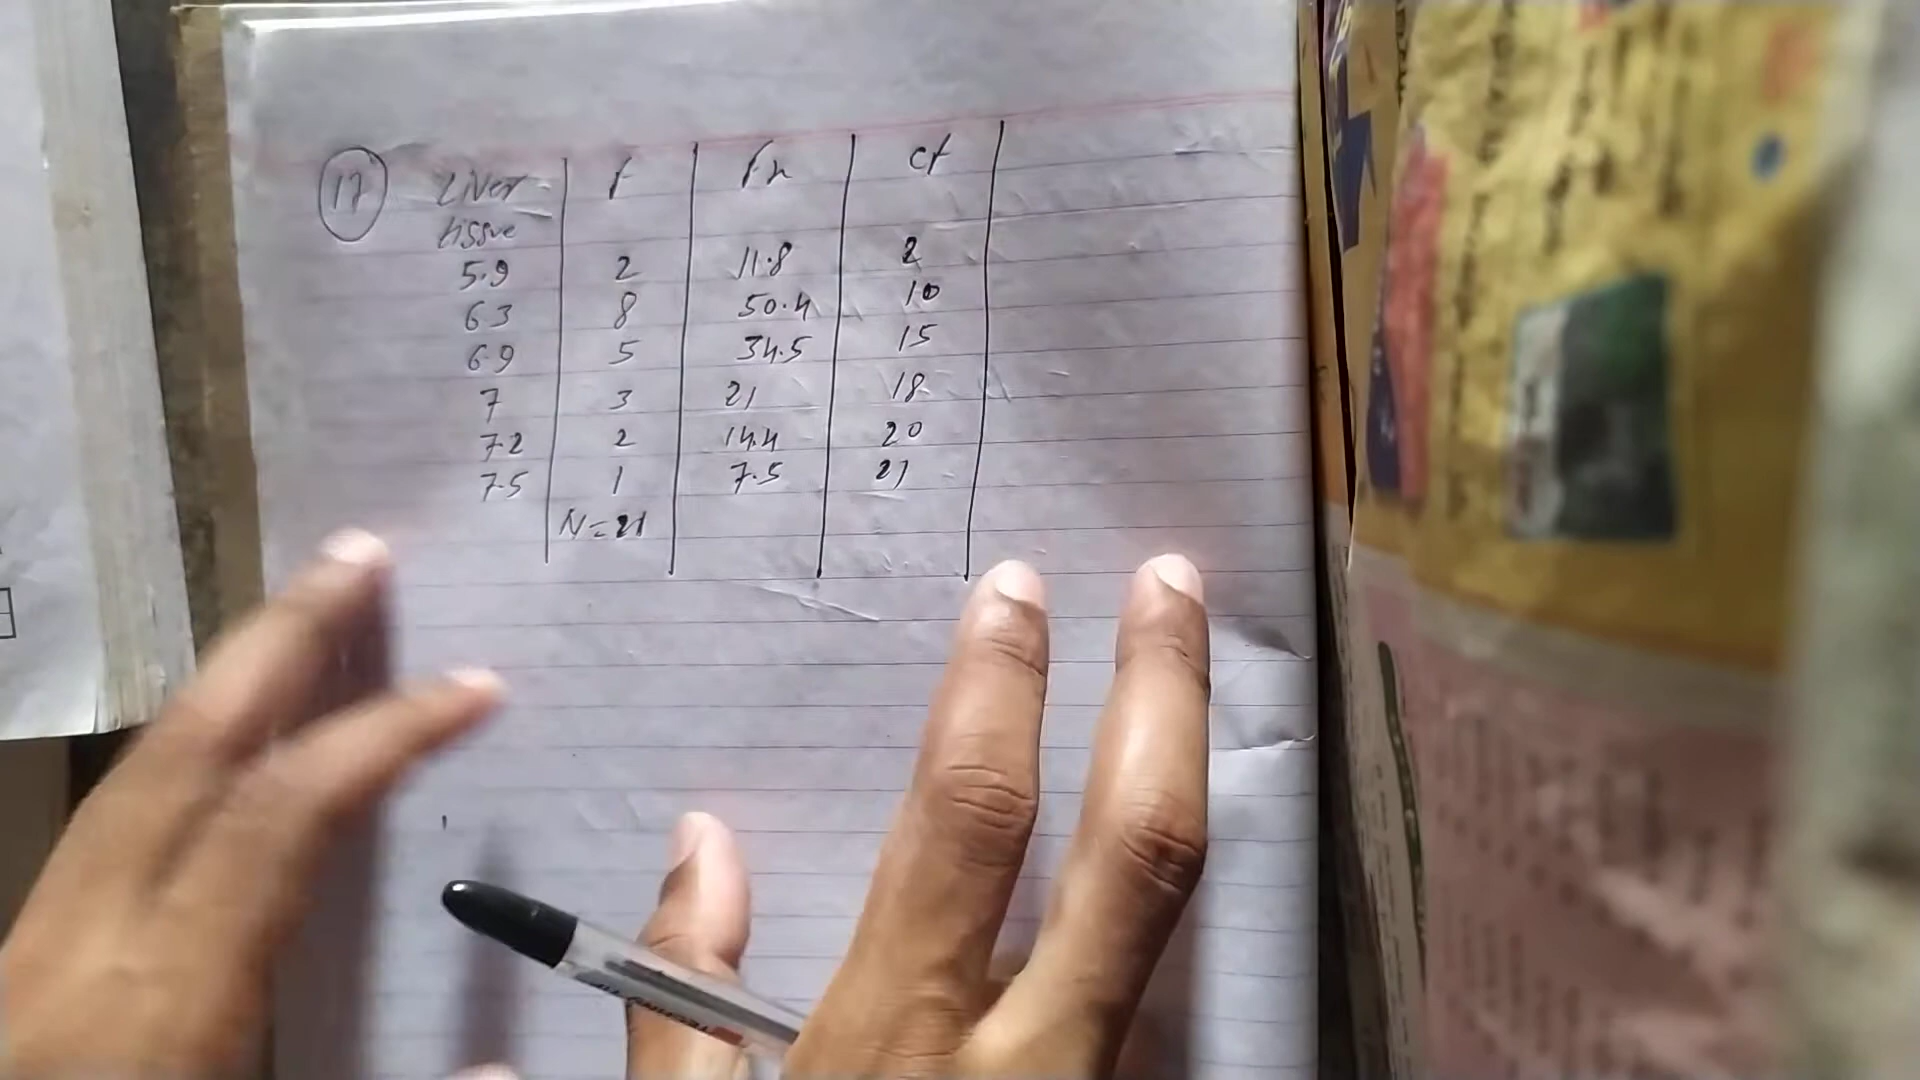 17 Liver f fx cf
tissue
5.9 2 11.8 2
6.3 8 50.4 10
6.9 5 34.5 15
7 3 21 18
7.2 2 14.4 20
7.5 1 7.5 21
N = 21